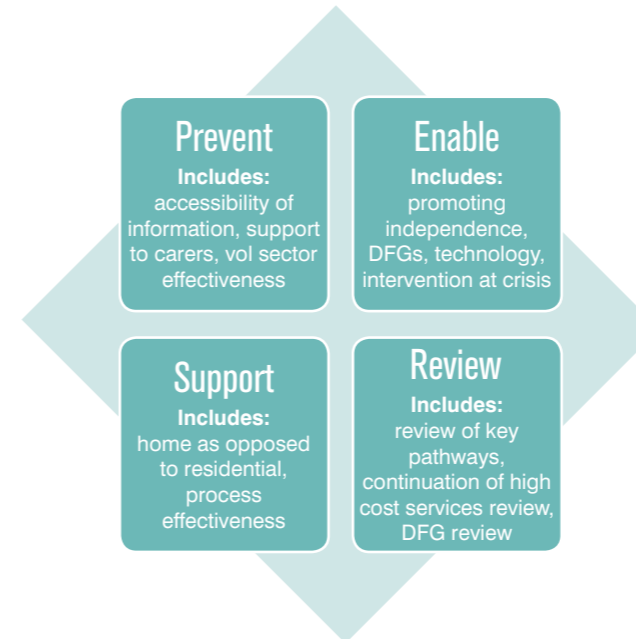 Prevent
Includes:
accessibility of
information, support
to carers, vol sector
effectiveness
Enable
Includes:
promoting
independence,
DFGs, technology,
intervention at crisis
Support
Includes:
home as opposed
to residential,
process
effectiveness
Review
Includes:
review of key
pathways,
continuation of high
cost services review,
DFG review